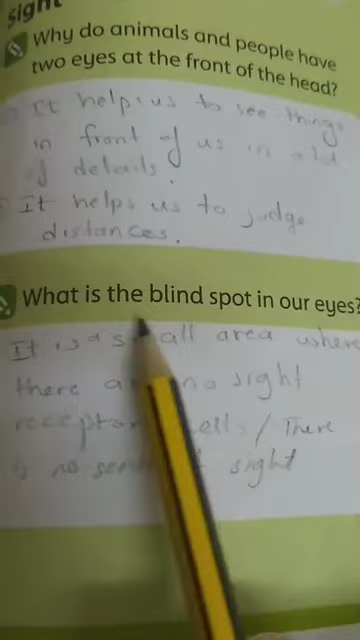 sight
Why do animals and people have
two eyes at the front of the head?
It helps us to see things
in front of us in a lot
of details.
It helps us to judge
distances.
What is the blind spot in our eyes?
It is a small area where
there no sight
receptor cells / There
is no sight